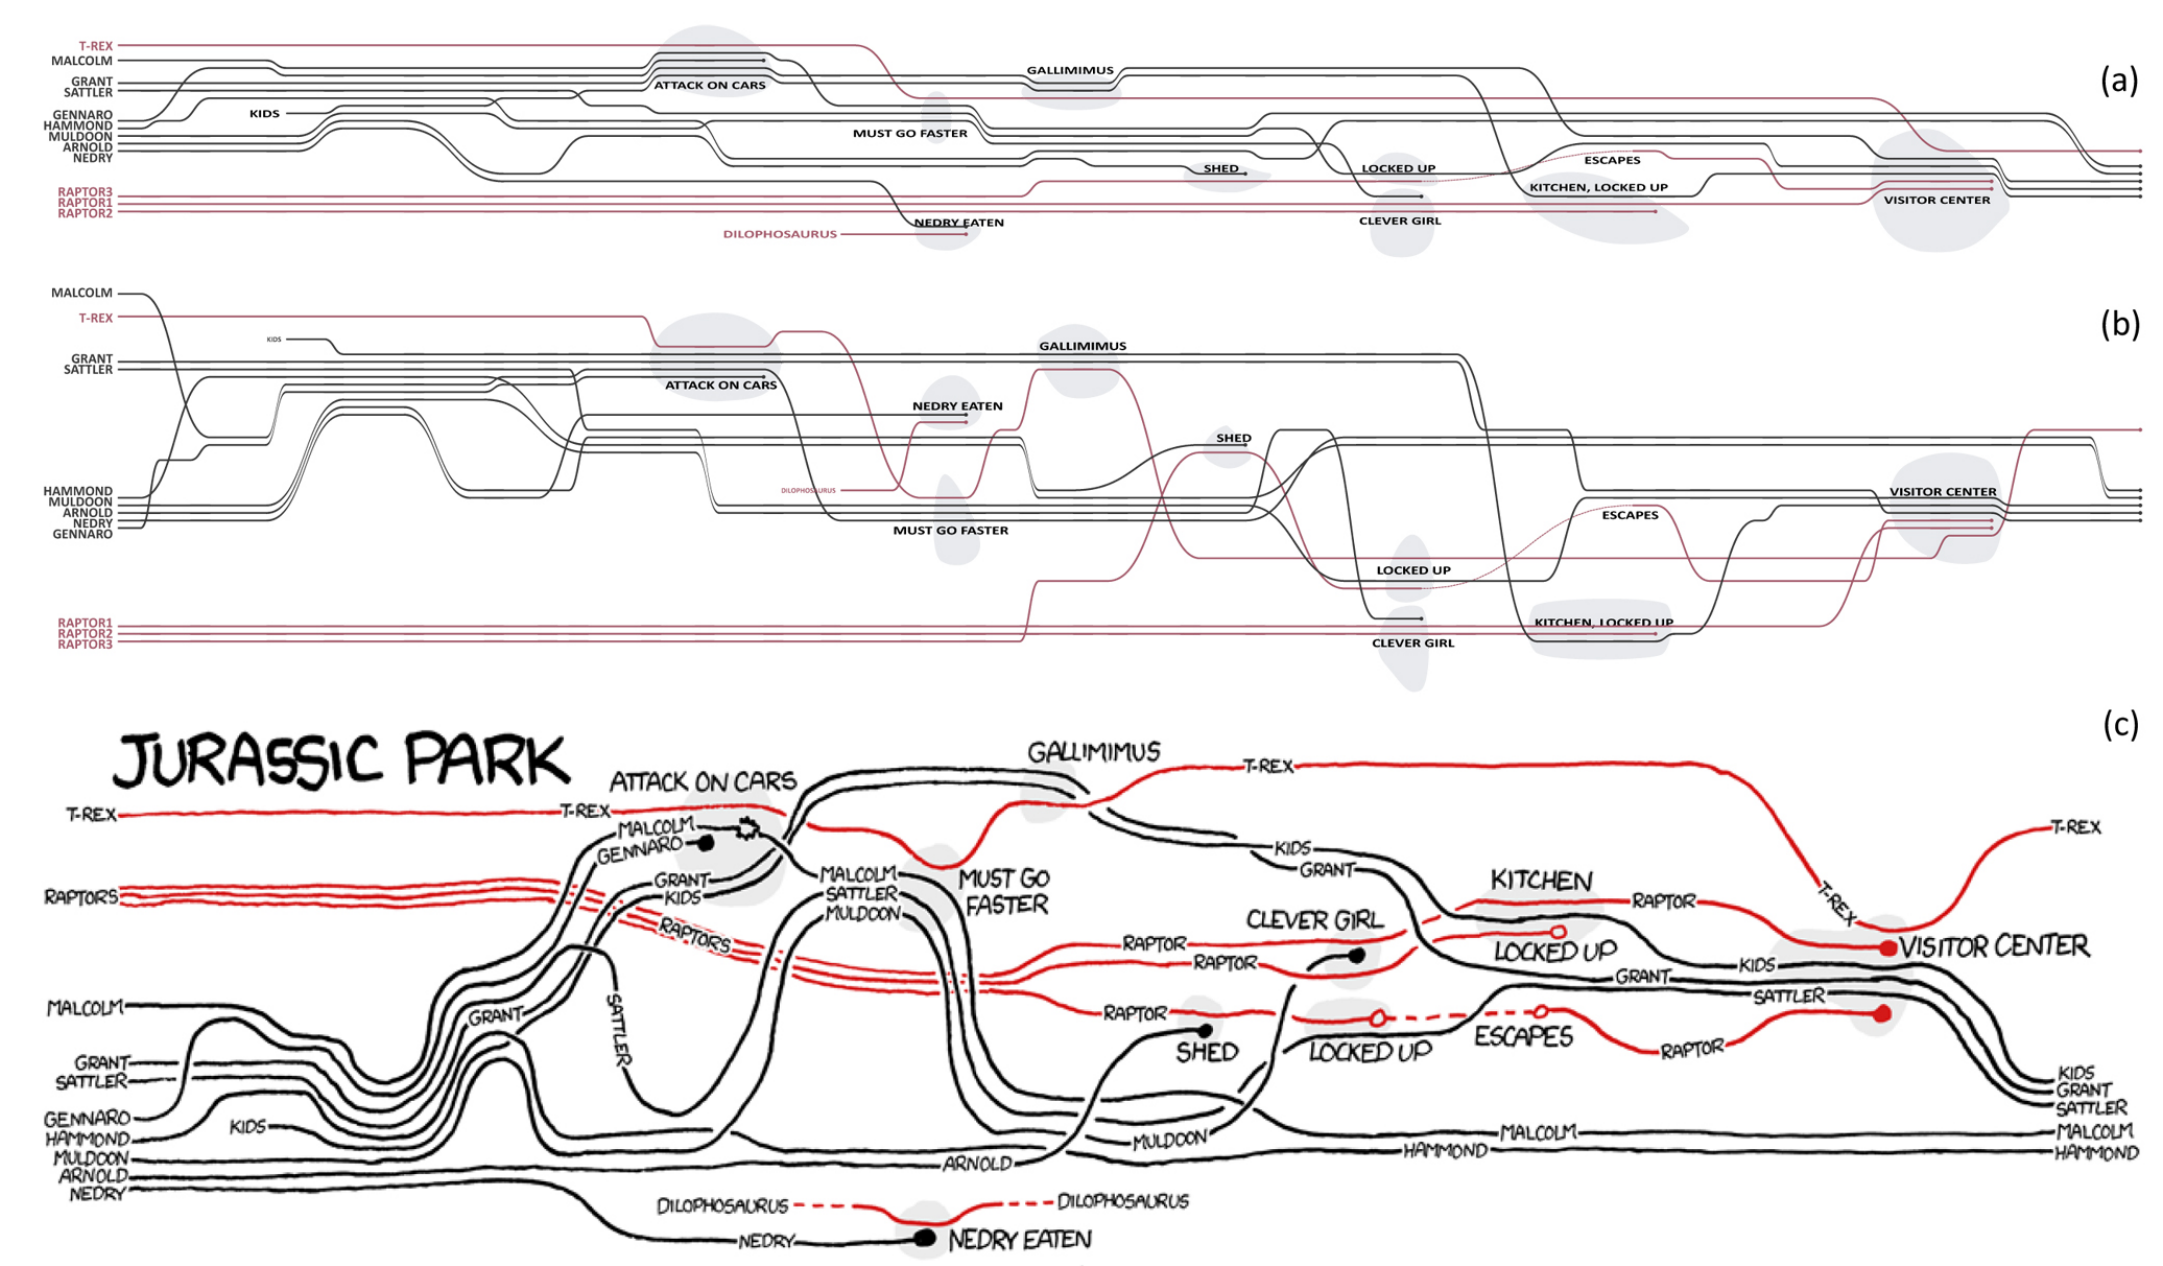 (a)
T-REX
MALCOLM
GRANT
SATTLER
GENNARO
HAMMOND
MULDOON
ARNOLD
NEDRY
KIDS
RAPTOR3
RAPTOR1
RAPTOR2
ATTACK ON CARS
GALLIMIMUS
MUST GO FASTER
SHED
LOCKED UP
ESCAPES
KITCHEN, LOCKED UP
VISITOR CENTER
CLEVER GIRL
NEDRY EATEN
DILOPHOSAURUS
(b)
MALCOLM
T-REX
KIDS
GRANT
SATTLER
HAMMOND
MULDOON
ARNOLD
NEDRY
GENNARO
RAPTOR1
RAPTOR2
RAPTOR3
GALLIMIMUS
ATTACK ON CARS
NEDRY EATEN
SHED
DILOPHOSAURUS
MUST GO FASTER
VISITOR CENTER
ESCAPES
LOCKED UP
KITCHEN, LOCKED UP
CLEVER GIRL
(c)
JURASSIC PARK
T-REX
RAPTORS
MALCOLM
GRANT
SATTLER
GENNARO
HAMMOND
KIDS
MULDOON
ARNOLD
NEDRY
ATTACK ON CARS
T-REX
MALCOLM
GENNARO
GRANT
KIDS
RAPTORS
GRANT
SATTLER
GALLIMIMUS
T-REX
MALCOLM
SATTLER
MULDOON
MUST GO
FASTER
KIDS
GRANT
KITCHEN
CLEVER GIRL
RAPTOR
RAPTOR
RAPTOR
RAPTOR
LOCKED UP
T-REX
T-REX
VISITOR CENTER
KIDS
GRANT
SATTLER
SHED
LOCKED UP
ESCAPES
RAPTOR
MULDOON
ARNOLD
MALCOLM
HAMMOND
KIDS
GRANT
SATTLER
MALCOLM
HAMMOND
DILOPHOSAURUS
DILOPHOSAURUS
NEDRY
NEDRY EATEN